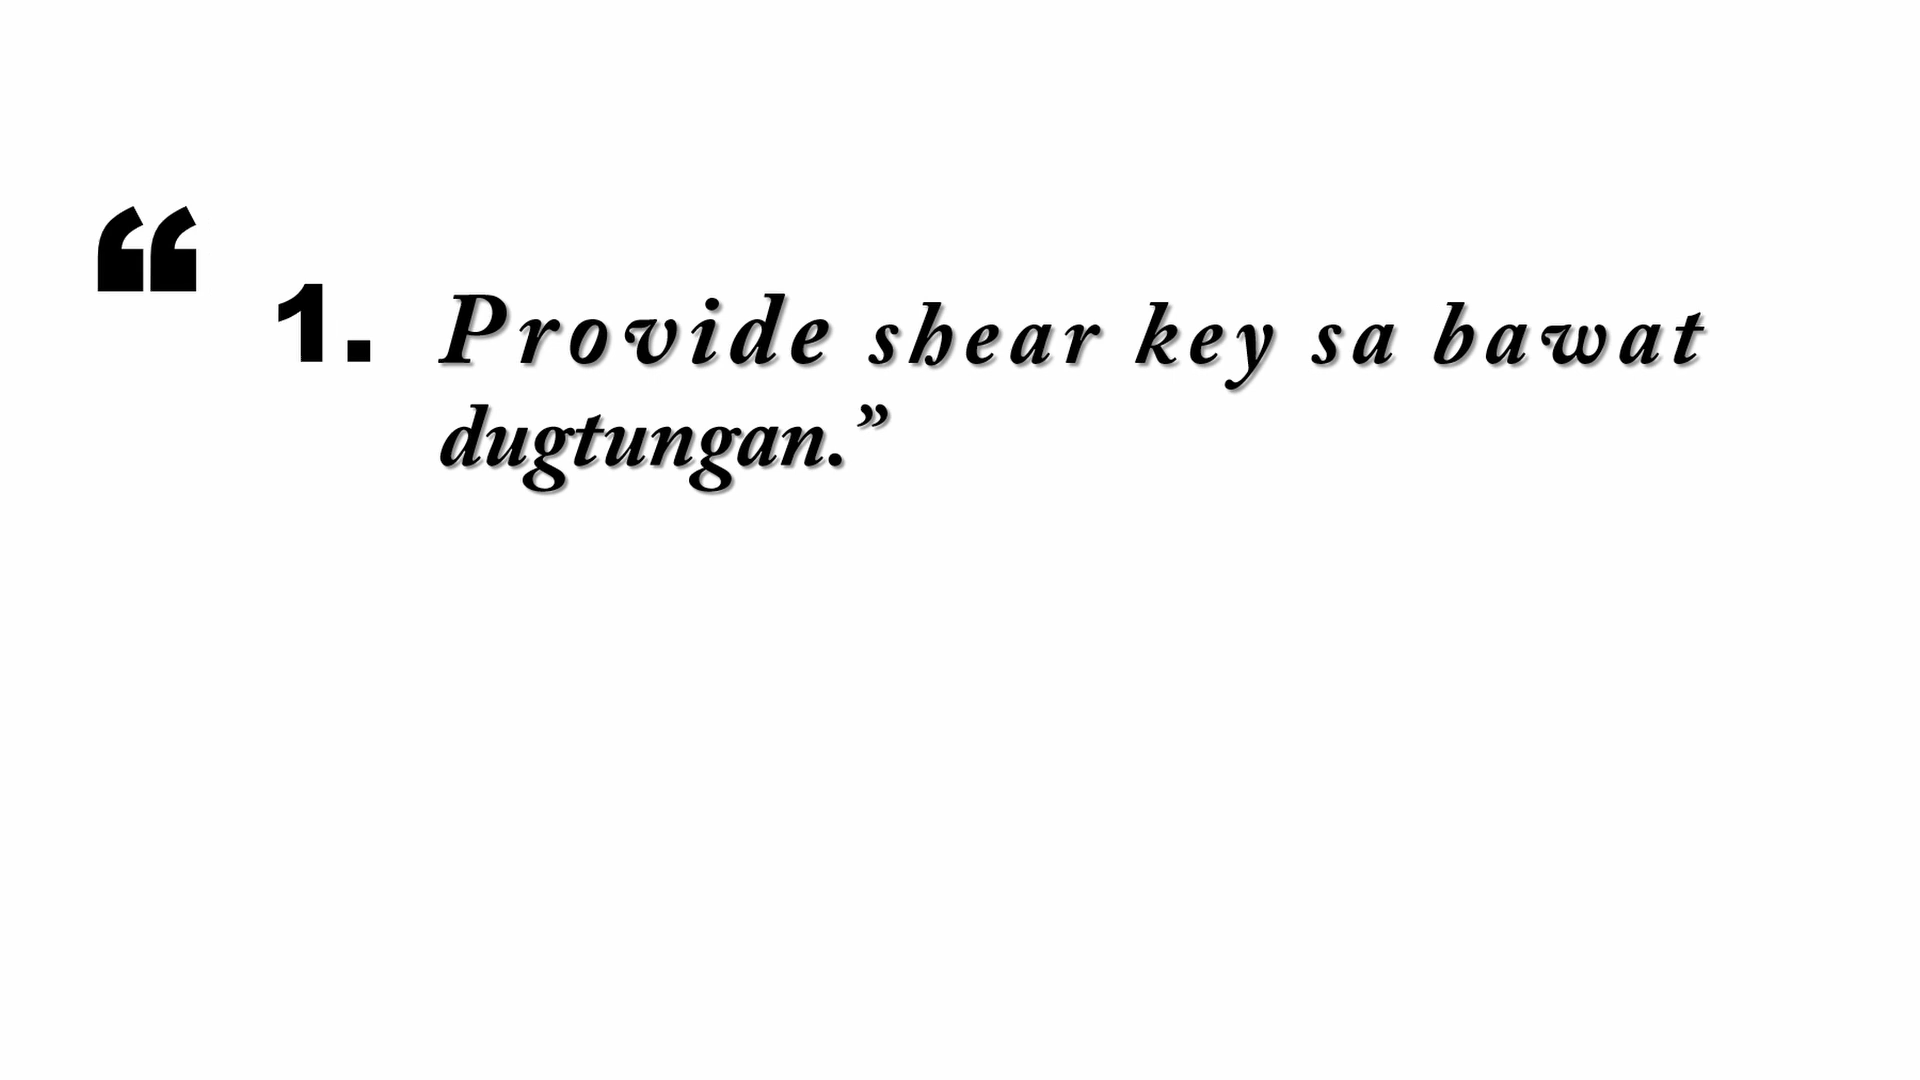 “
1. Provide shear key sa bawat
dugtungan.”